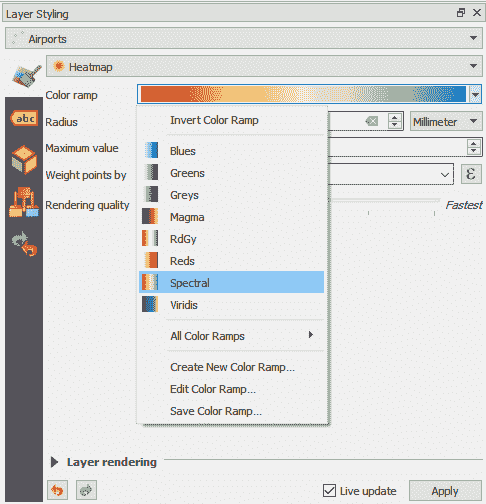 Layer Styling
Airports
Heatmap
Color ramp
Invert Color Ramp
Radius
Millimeter
Maximum value
Blues
Greens
Weight points by
ε
Greys
Rendering quality
Fastest
Magma
RdGy
Reds
Spectral
Viridis
All Color Ramps
Create New Color Ramp...
Edit Color Ramp...
Save Color Ramp...
Layer rendering
Live update
Apply
abc